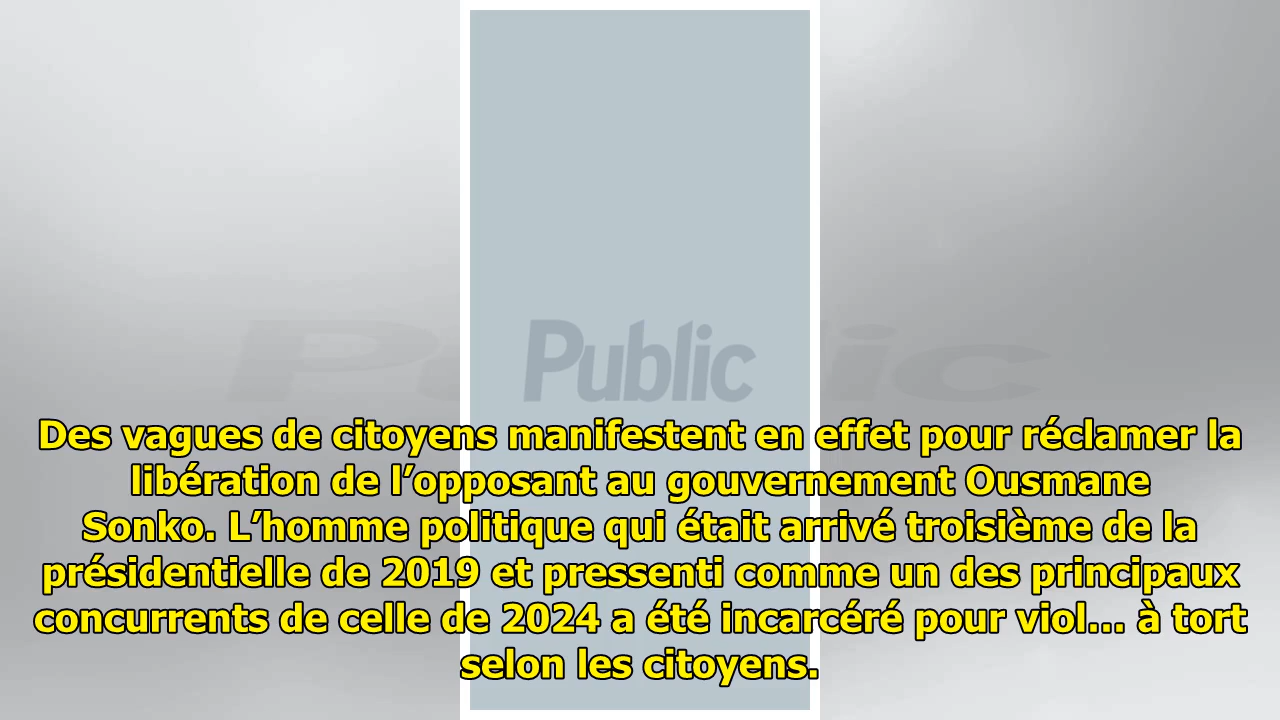 Public
Des vagues de citoyens manifestent en effet pour réclamer la
libération de l’opposant au gouvernement Ousmane
Sonko. L’homme politique qui était arrivé troisième de la
présidentielle de 2019 et pressenti comme un des principaux
concurrents de celle de 2024 a été incarcéré pour viol... à tort
selon les citoyens.